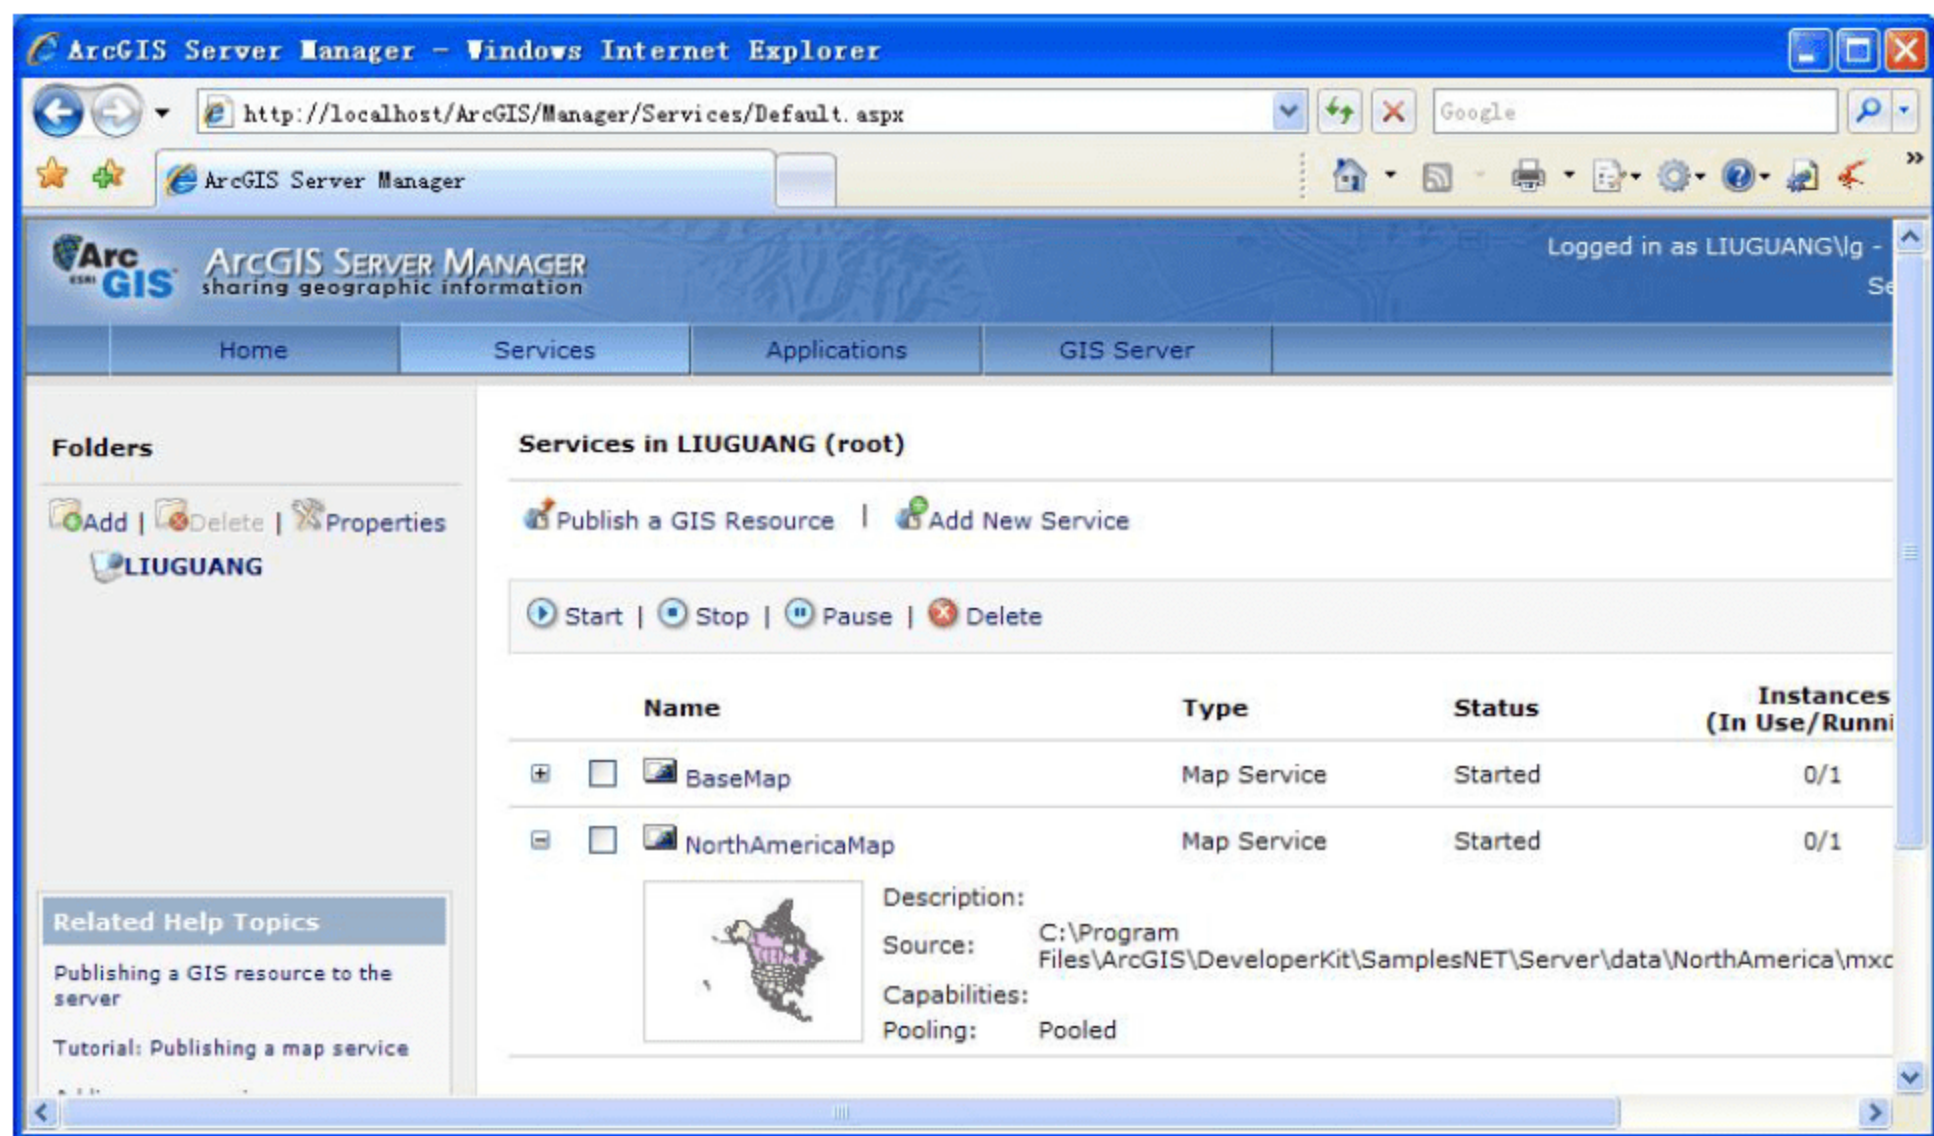 ArcGIS Server Manager - Windows Internet Explorer
http://localhost/ArcGIS/Manager/Services/Default.aspx
Google
ArcGIS Server Manager
Arc
ESRI GIS
ArcGIS SERVER MANAGER
sharing geographic information
Logged in as LIUGUANG\lg -
Home Services Applications GIS Server
Folders
Add | Delete | Properties
LIUGUANG
Services in LIUGUANG (root)
Publish a GIS Resource | Add New Service
Start | Stop | Pause | Delete
Name Type Status Instances
(In Use/Runni
BaseMap Map Service Started 0/1
NorthAmericaMap Map Service Started 0/1
Description:
Source: C:\Program
Files\ArcGIS\DeveloperKit\SamplesNET\Server\data\NorthAmerica\mxd
Capabilities:
Pooling: Pooled
Related Help Topics
Publishing a GIS resource to the
server
Tutorial: Publishing a map service